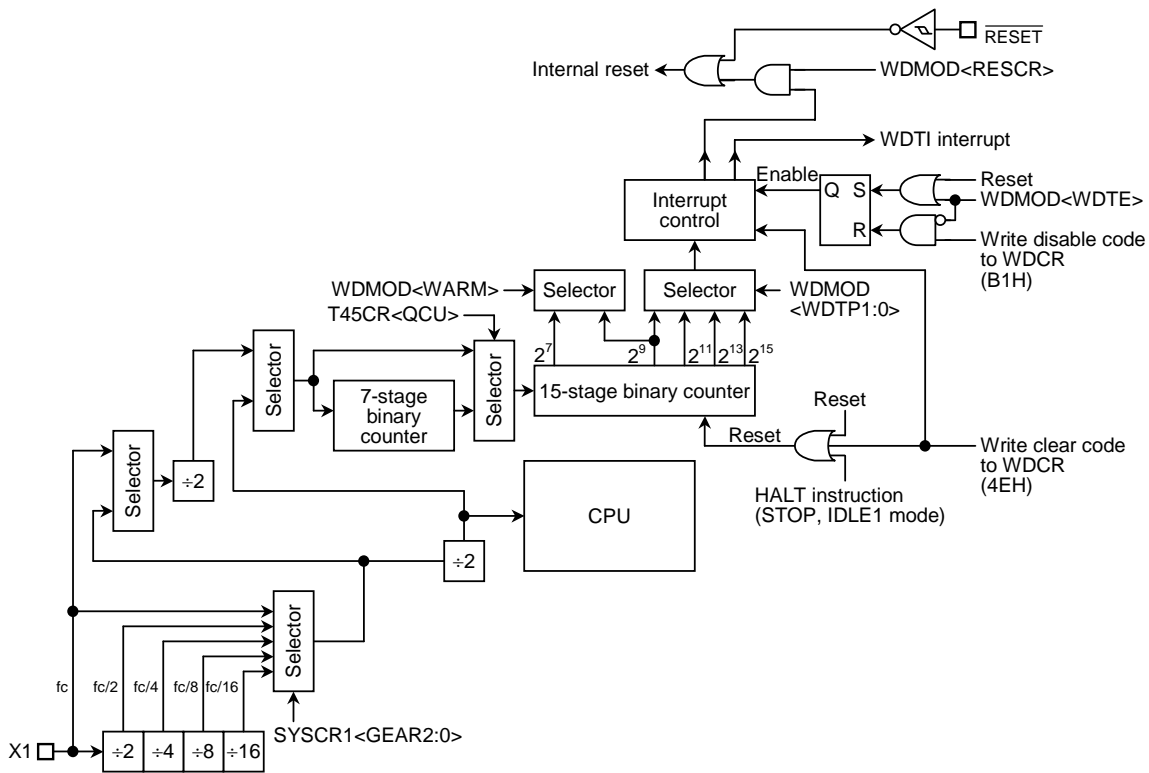 RESET
Internal reset
WDMOD<RESCR>
WDTI interrupt
Enable
Reset
WDMOD<WDTE>
Q S
R
Interrupt
control
Write disable code
to WDCR
(B1H)
WDMOD<WARM>
Selector
Selector
WDMOD
<WDTP1:0>
T45CR<QCU>
2^7
2^9
2^11
2^13
2^15
Selector
Selector
15-stage binary counter
7-stage
binary
counter
Reset
Reset
Write clear code
to WDCR
(4EH)
HALT instruction
(STOP, IDLE1 mode)
Selector
÷2
CPU
÷2
Selector
fc
fc/2
fc/4
fc/8
fc/16
SYSCR1<GEAR2:0>
X1
÷2
÷4
÷8
÷16